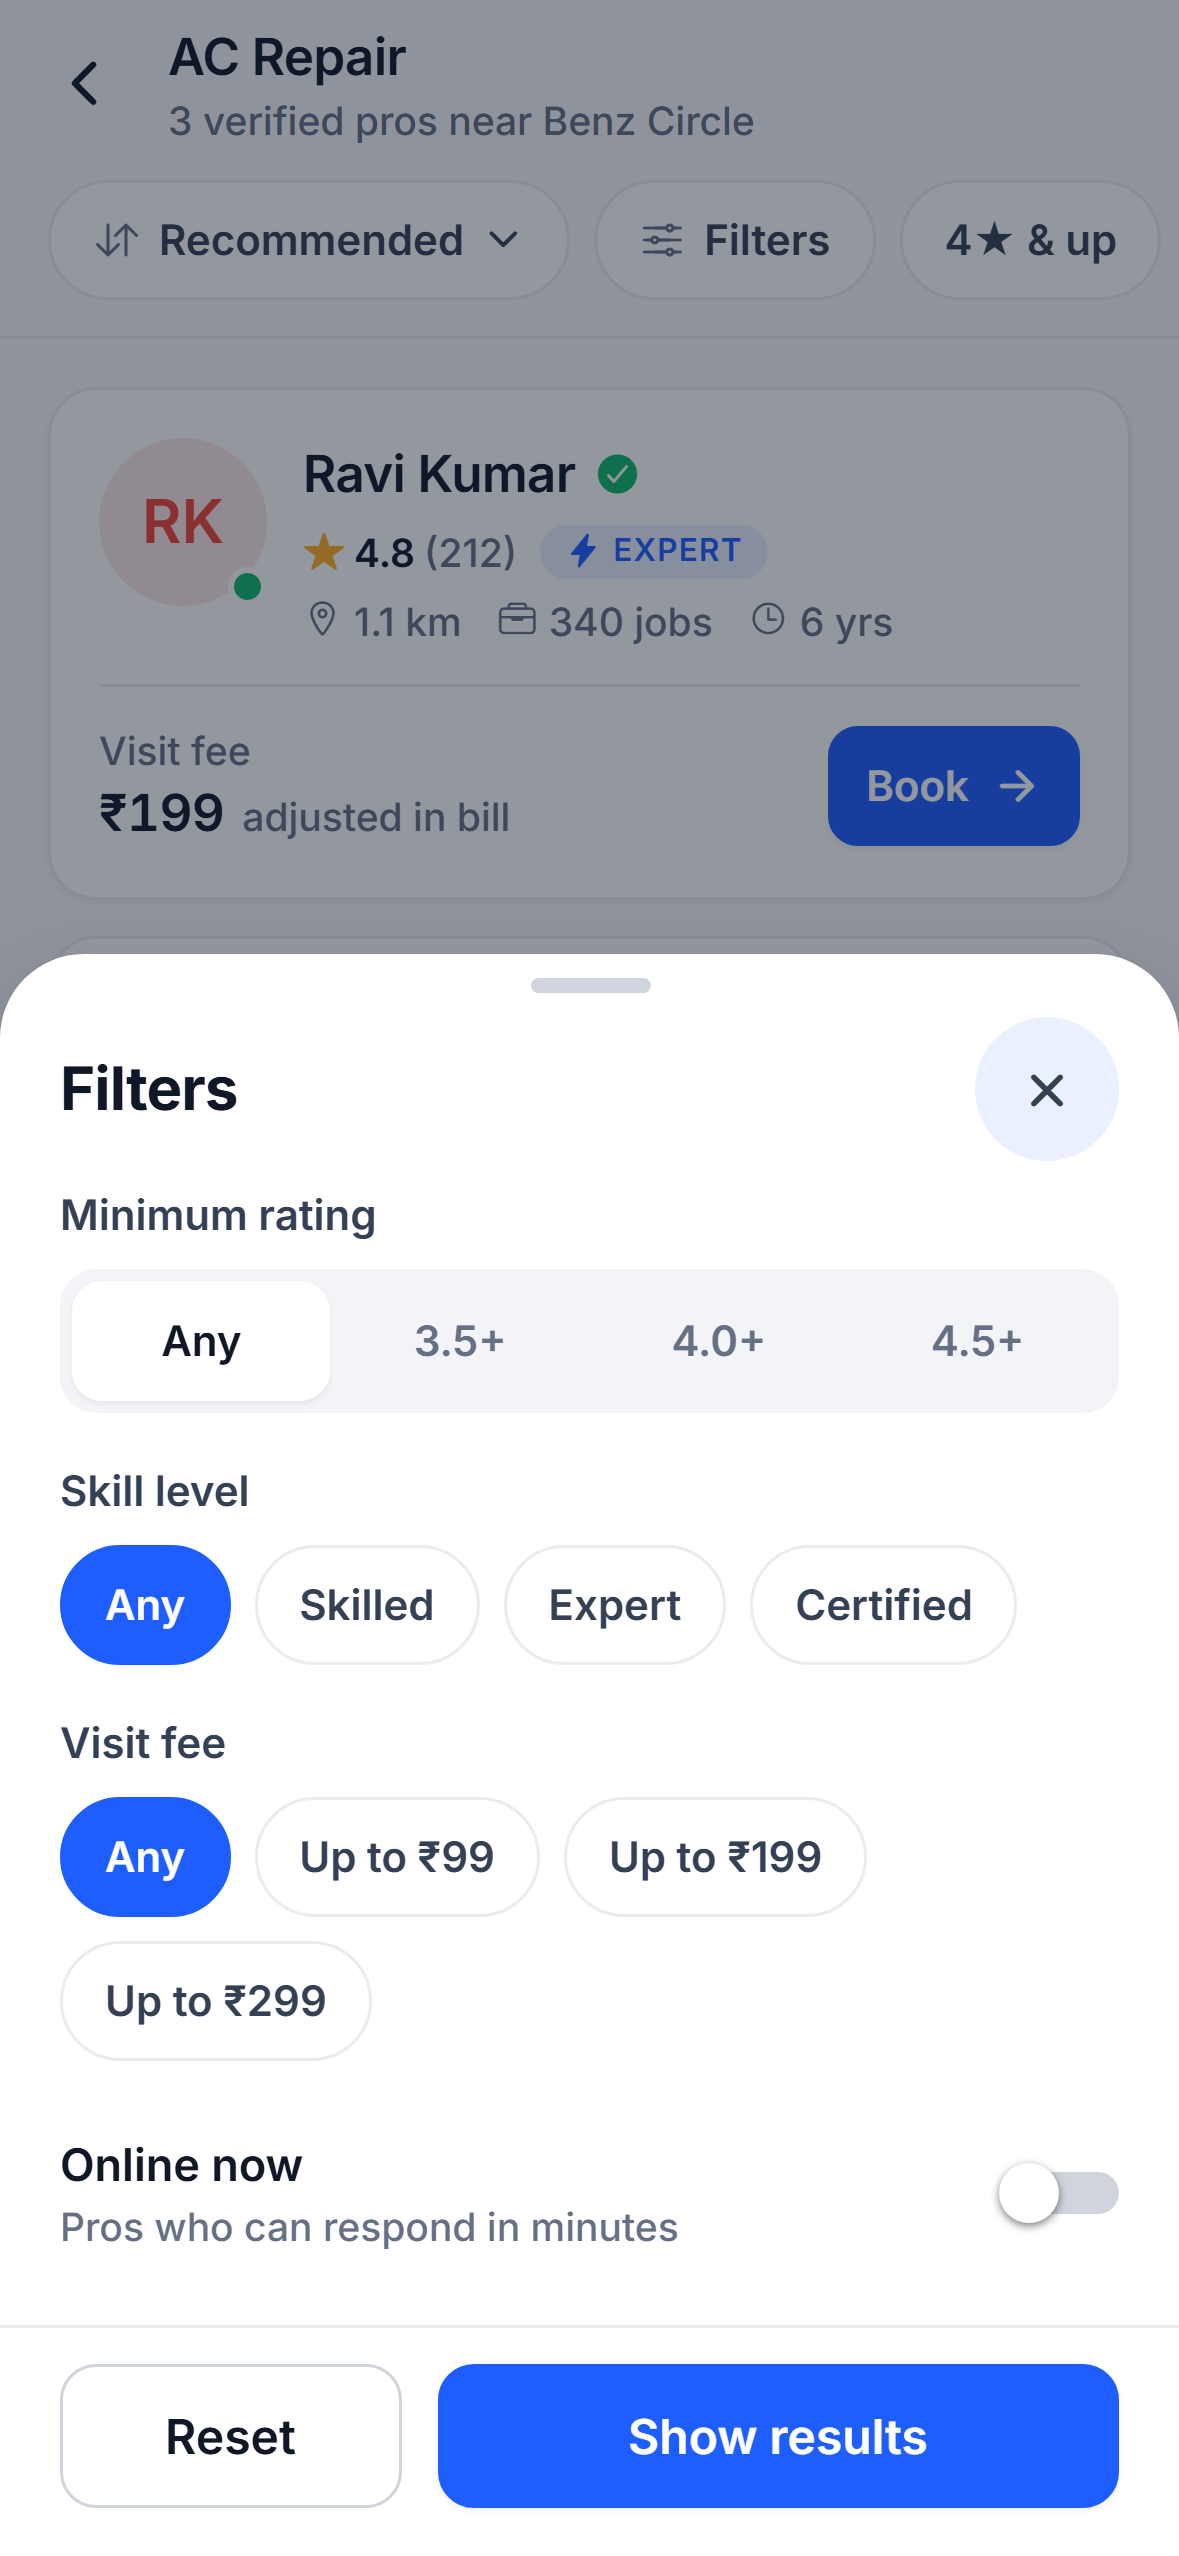 AC Repair
3 verified pros near Benz Circle
Recommended Filters 4★ & up
Ravi Kumar
RK
4.8 (212) EXPERT
1.1 km 340 jobs 6 yrs
Visit fee
₹199 adjusted in bill
Book →
Filters
Minimum rating
Any 3.5+ 4.0+ 4.5+
Skill level
Any Skilled Expert Certified
Visit fee
Any Up to ₹99 Up to ₹199
Up to ₹299
Online now
Pros who can respond in minutes
Reset Show results